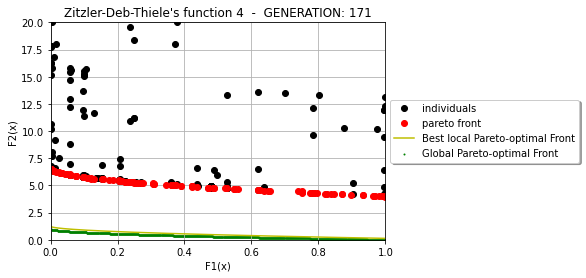 Zitzler-Deb-Thiele's function 4 - GENERATION: 171
20.0
17.5
15.0
12.5
10.0
7.5
5.0
2.5
0.0
F2(x)
0.0 0.2 0.4 0.6 0.8 1.0
F1(x)
individuals
pareto front
Best local Pareto-optimal Front
Global Pareto-optimal Front